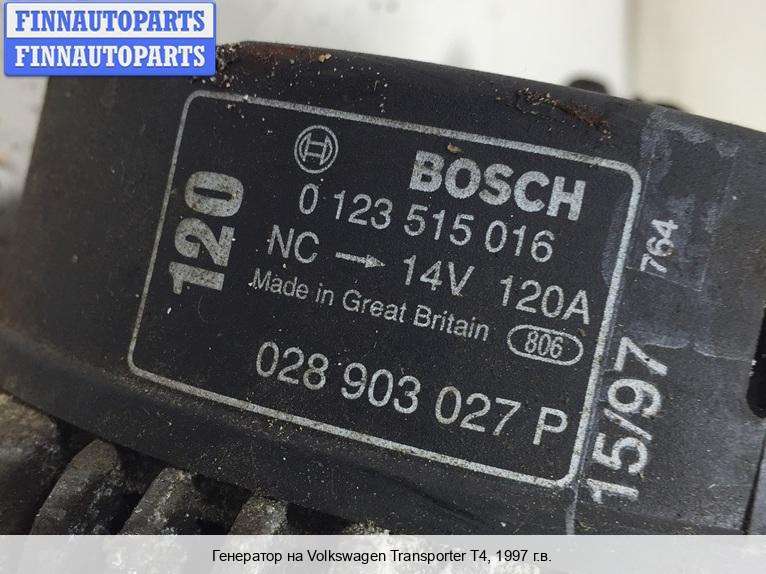 FINNAUTOPARTS
FINNAUTOPARTS
BOSCH
0 123 515 016
NC → 14V 120A
Made in Great Britain 806
028 903 027 P
120
764
15/97
Генератор на Volkswagen Transporter T4, 1997 г.в.